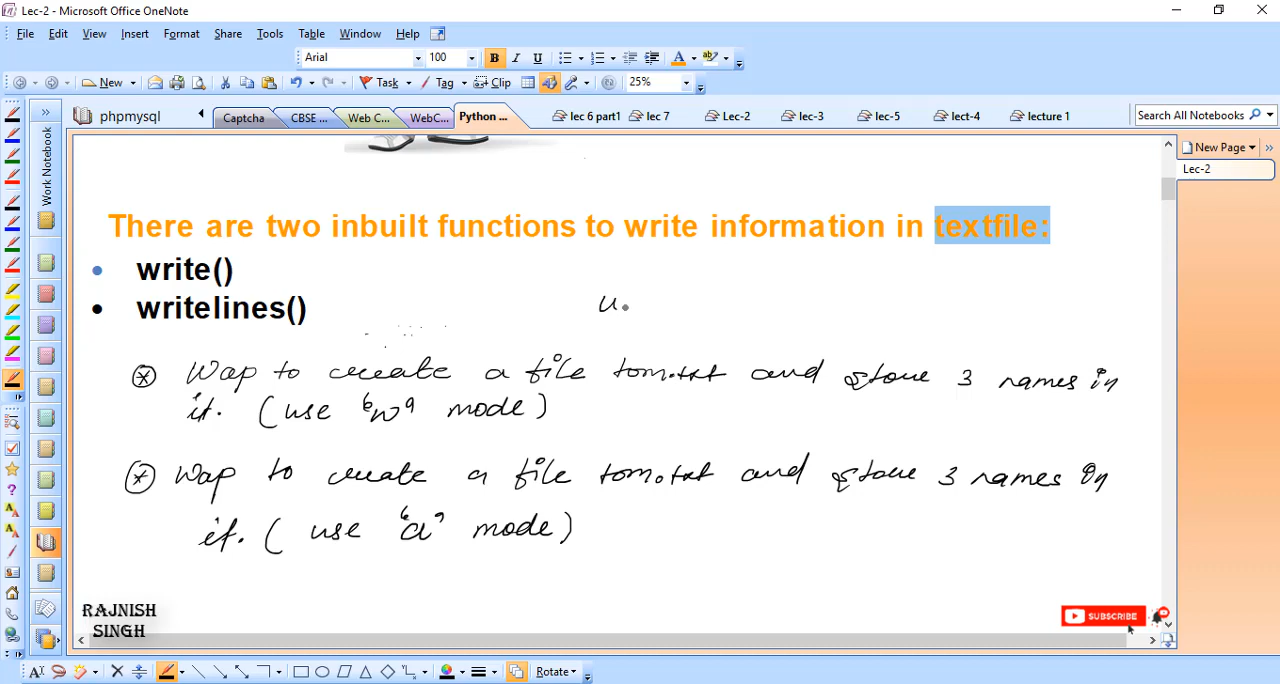 Lec-2 - Microsoft Office OneNote
File Edit View Insert Format Share Tools Table Window Help
Arial 100 B I U A ab
New Task Tag Clip 25%
phpmysql Captcha CBSE ... Web C... WebC... Python ... lec 6 part1 lec 7 Lec-2 lec-3 lec-5 lect-4 lecture 1 Search All Notebooks
Work Notebook
New Page
Lec-2
There are two inbuilt functions to write information in textfile:
• write()
• writelines()
Wap to create a file tom.txt and store 3 names in
it. (use 'w' mode)
Wap to create a file tom.txt and store 3 names in
it. (use 'a' mode)
RAJNISH
SINGH
SUBSCRIBE
Rotate